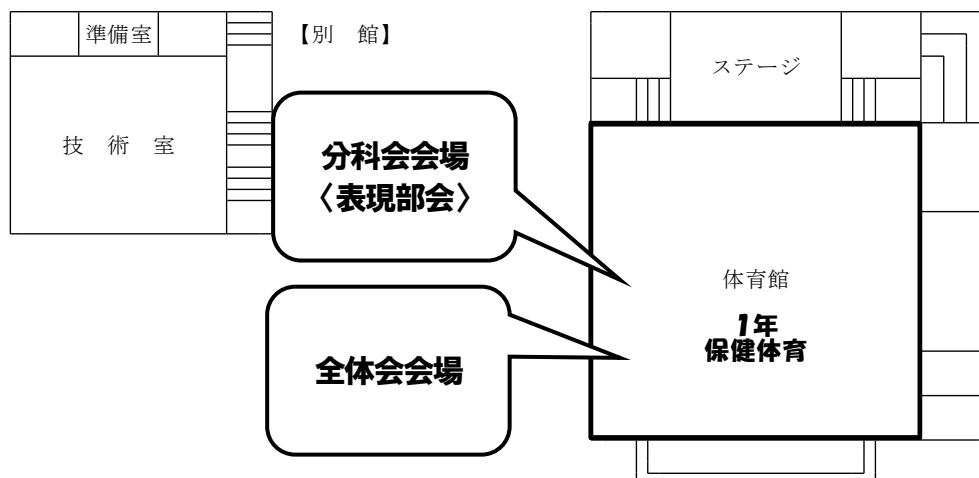 準備室
【別　館】
技　術　室
ステージ
分科会会場
〈表現部会〉
体育館
1年
保健体育
全体会会場